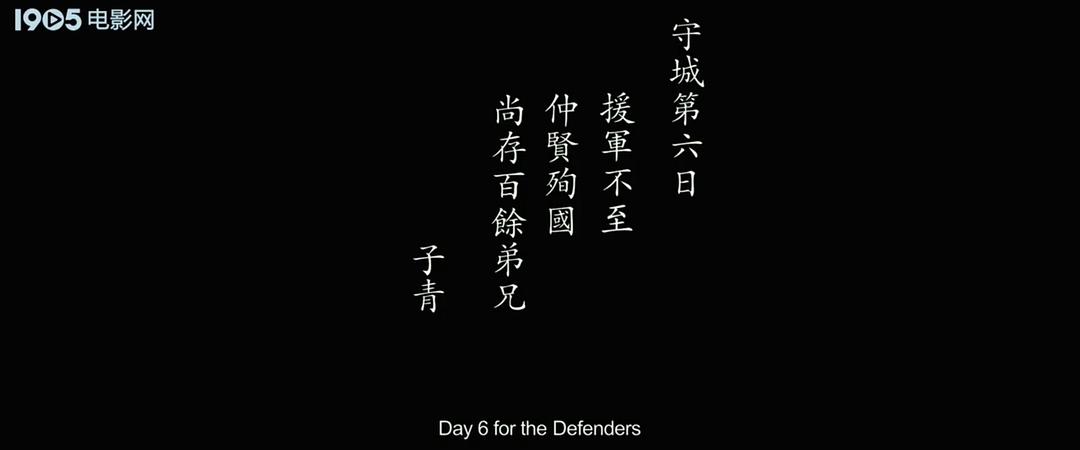 1905电影网
守城第六日
援軍不至
仲賢殉國
尚存百餘弟兄
子青
Day 6 for the Defenders